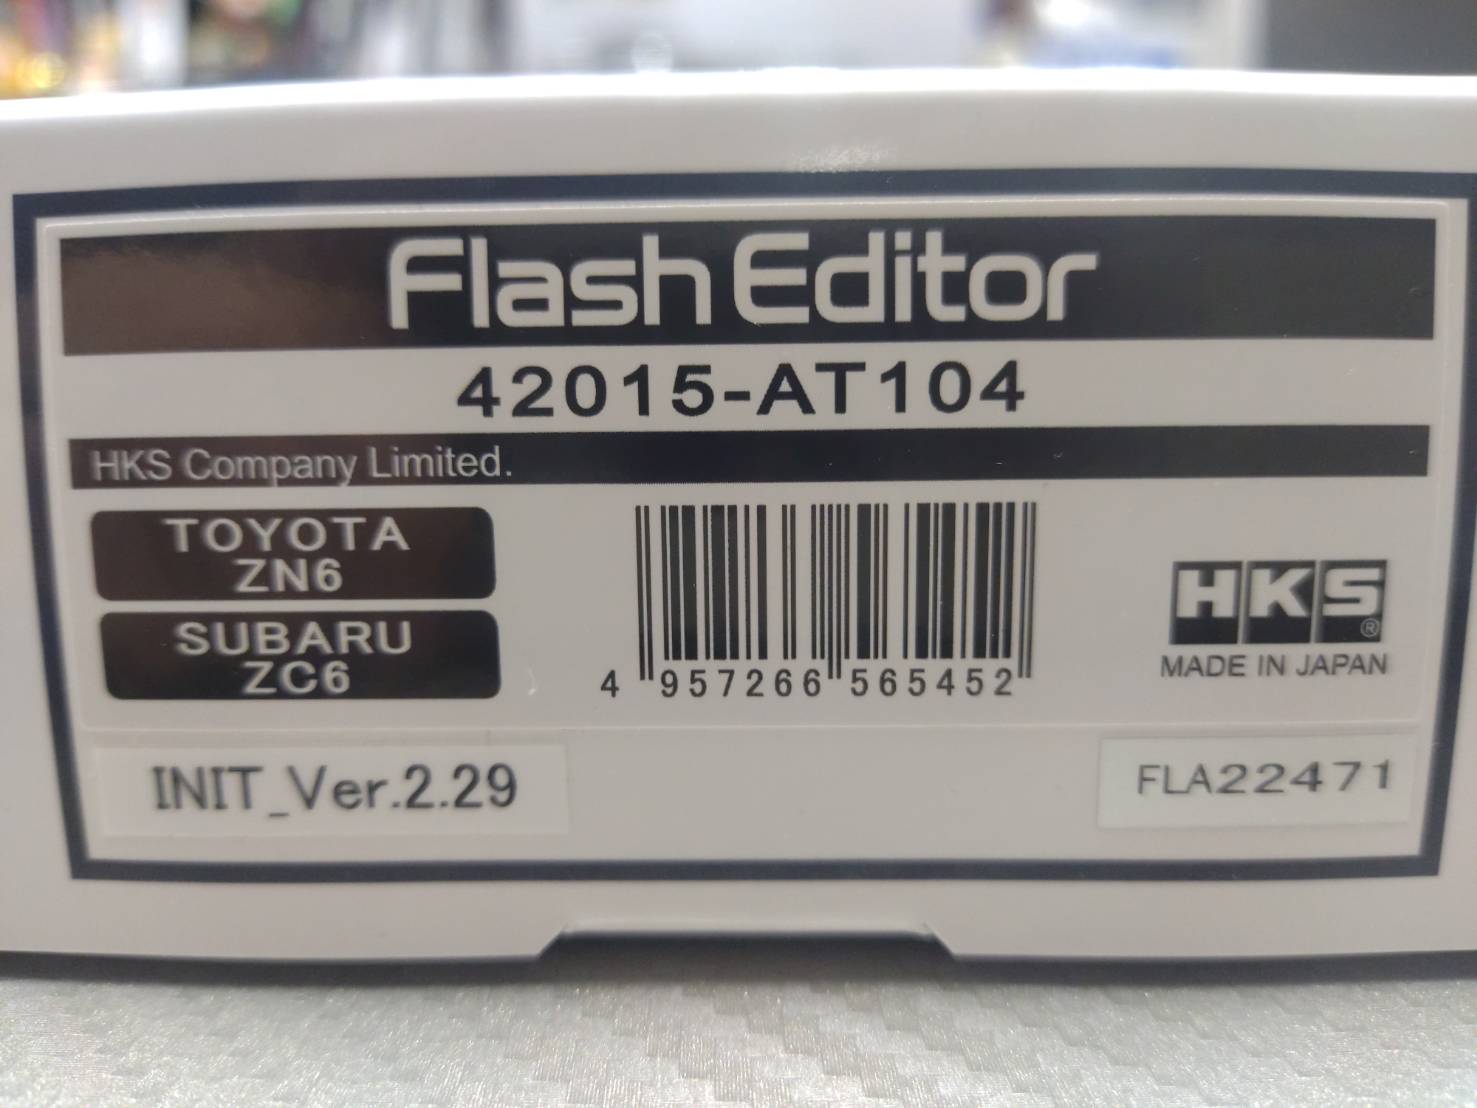 Flash Editor
42015-AT104
HKS Company Limited.
TOYOTA
ZN6
SUBARU
ZC6
4 957266 565452
HKS®
MADE IN JAPAN
INIT_Ver.2.29
FLA22471